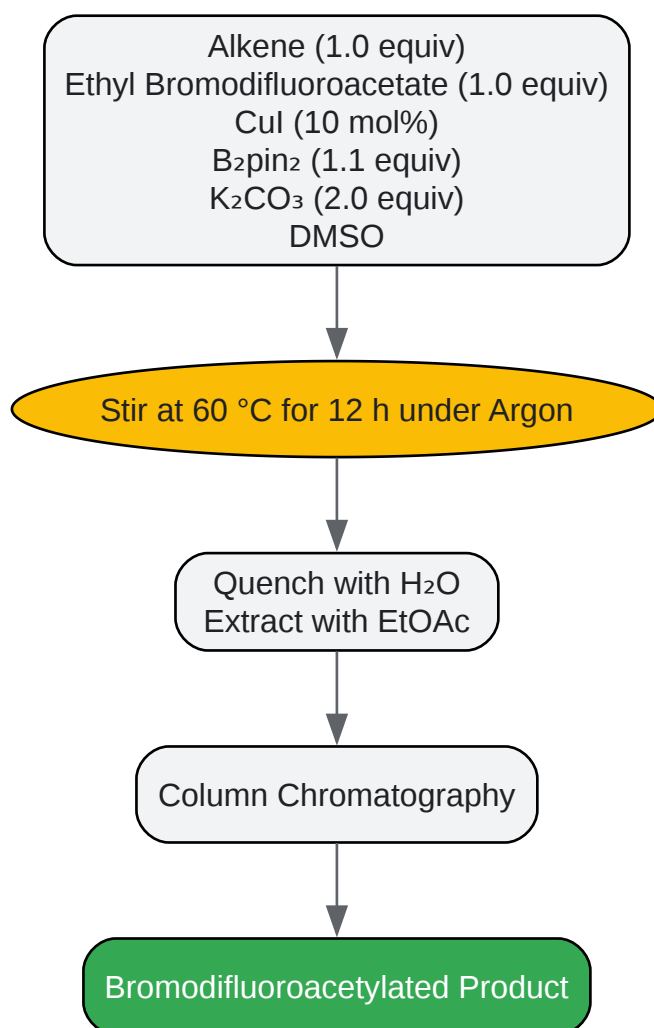 Alkene (1.0 equiv)
Ethyl Bromodifluoroacetate (1.0 equiv)
CuI (10 mol%)
B₂pin₂ (1.1 equiv)
K₂CO₃ (2.0 equiv)
DMSO
Stir at 60 °C for 12 h under Argon
Quench with H₂O
Extract with EtOAc
Column Chromatography
Bromodifluoroacetylated Product